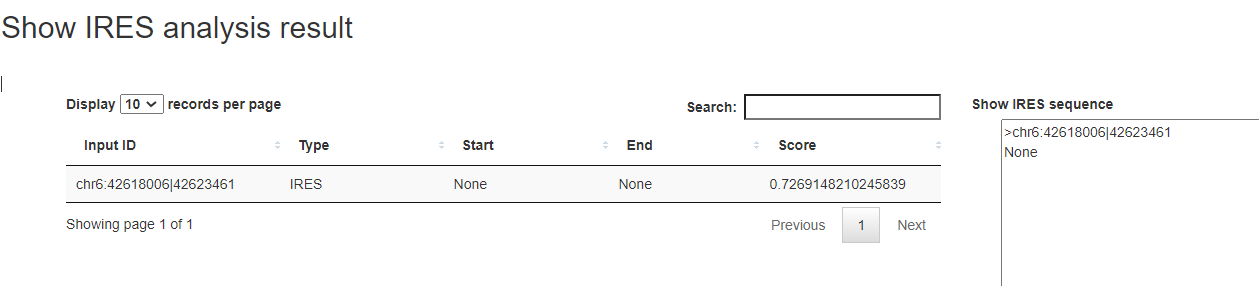 Show IRES analysis result
Display 10 records per page
Search:
Input ID Type Start End Score
chr6:42618006|42623461 IRES None None 0.7269148210245839
Showing page 1 of 1
Previous 1 Next
Show IRES sequence
>chr6:42618006|42623461
None